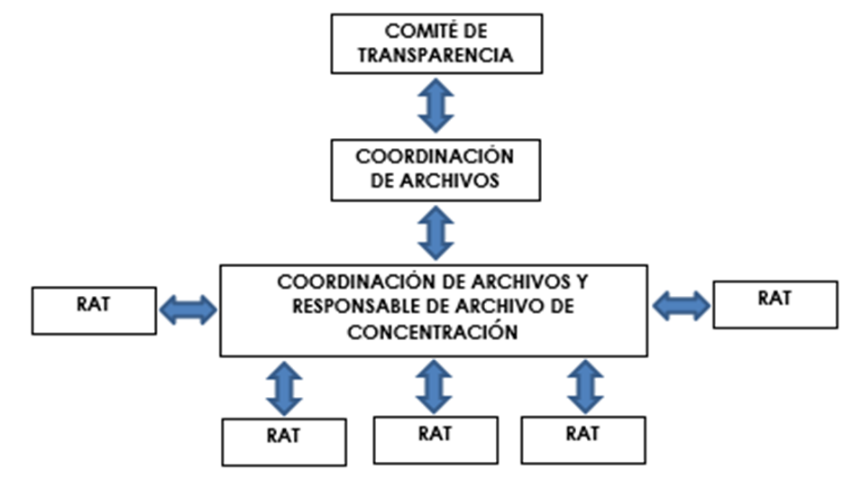 COMITÉ DE
TRANSPARENCIA
COORDINACIÓN
DE ARCHIVOS
COORDINACIÓN DE ARCHIVOS Y
RESPONSABLE DE ARCHIVO DE
CONCENTRACIÓN
RAT
RAT
RAT
RAT
RAT